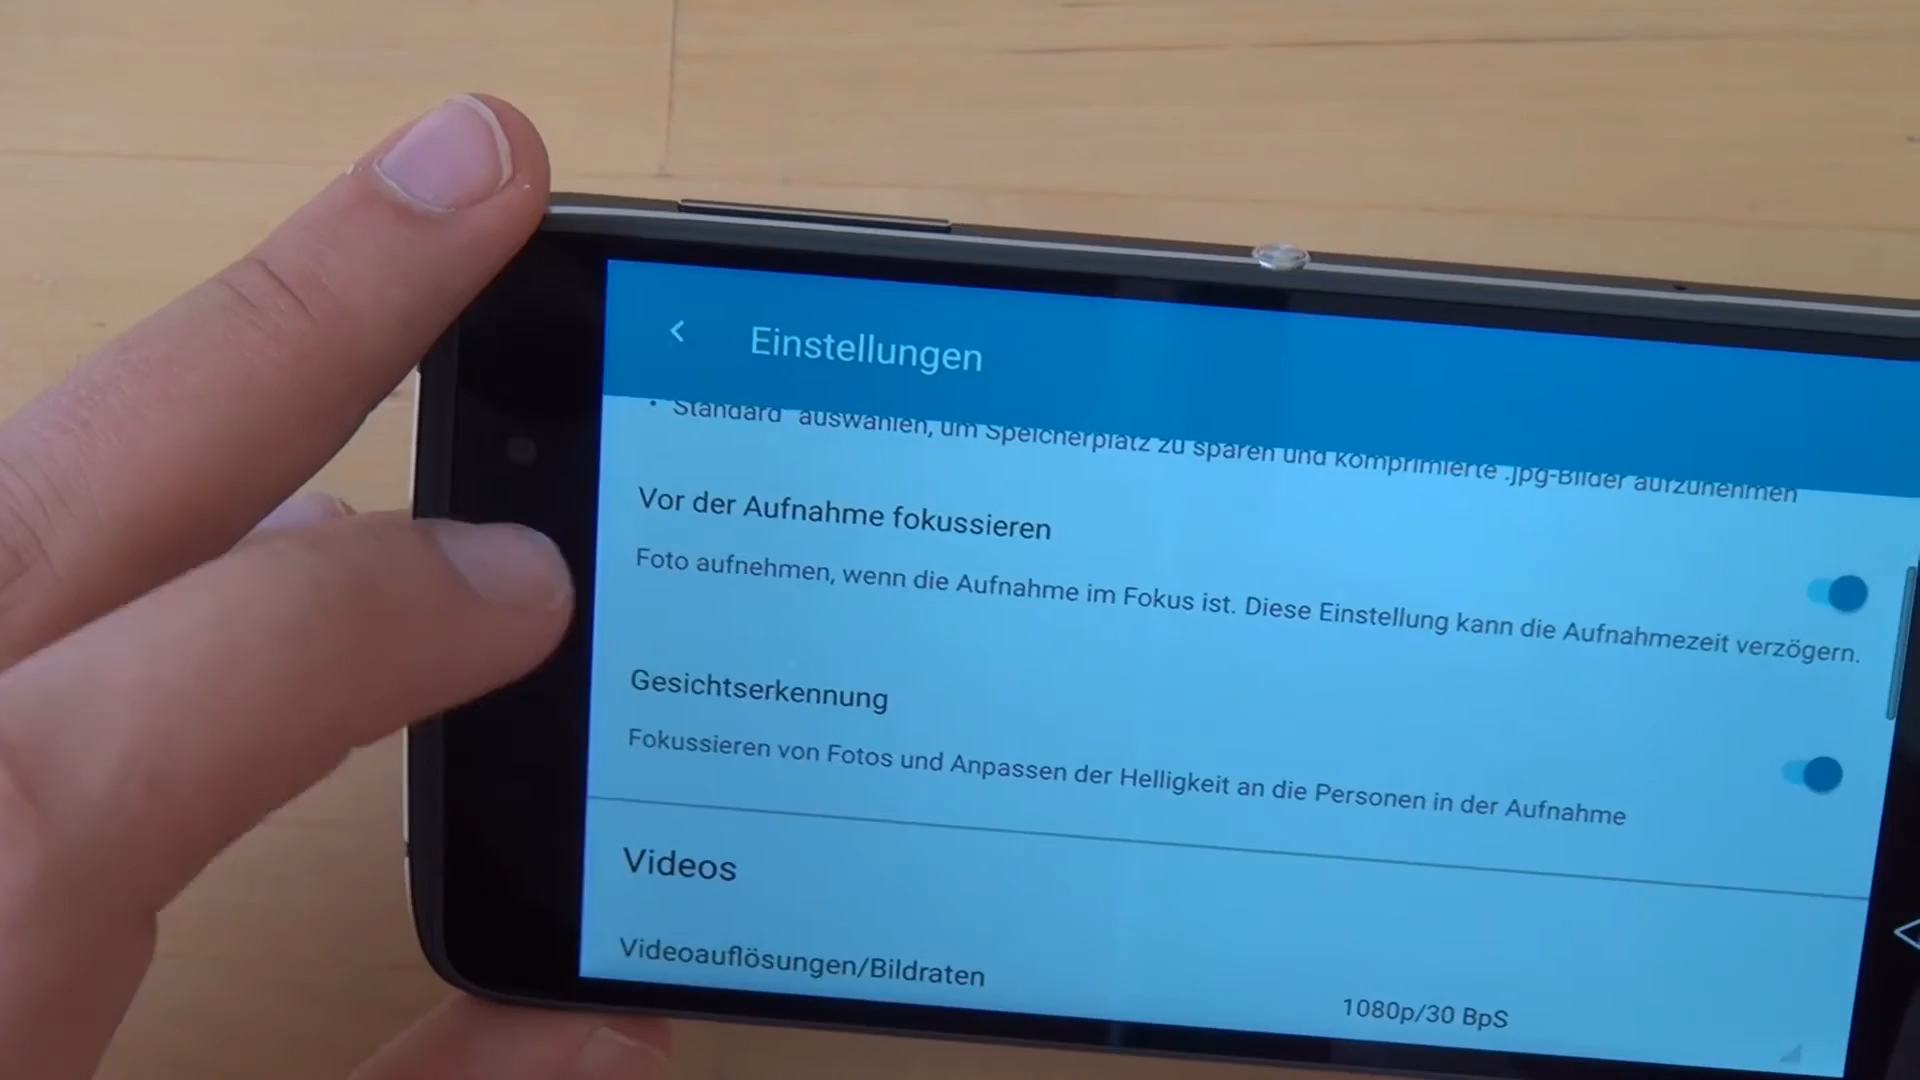 Einstellungen
• "Standard" auswählen, um Speicherplatz zu sparen und komprimierte .jpg-Bilder aufzunehmen
Vor der Aufnahme fokussieren
Foto aufnehmen, wenn die Aufnahme im Fokus ist. Diese Einstellung kann die Aufnahmezeit verzögern.
Gesichtserkennung
Fokussieren von Fotos und Anpassen der Helligkeit an die Personen in der Aufnahme
Videos
Videoauflösungen/Bildraten
1080p/30 BpS